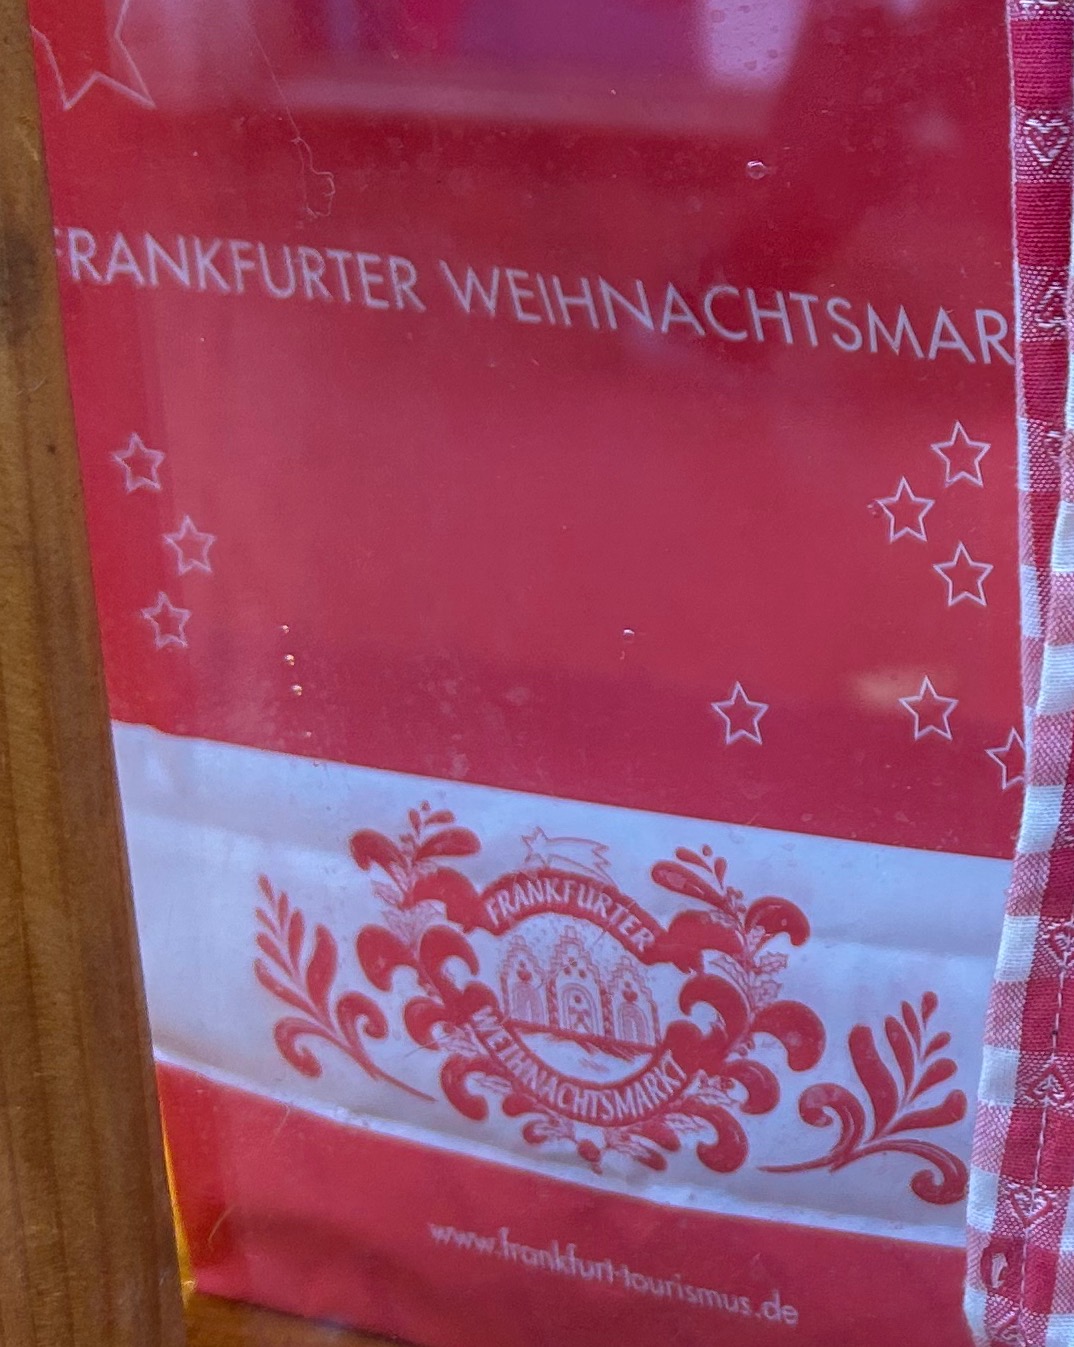 FRANKFURTER WEIHNACHTSMAR
FRANKFURTER
WEIHNACHTSMARKT
www.frankfurt-tourismus.de